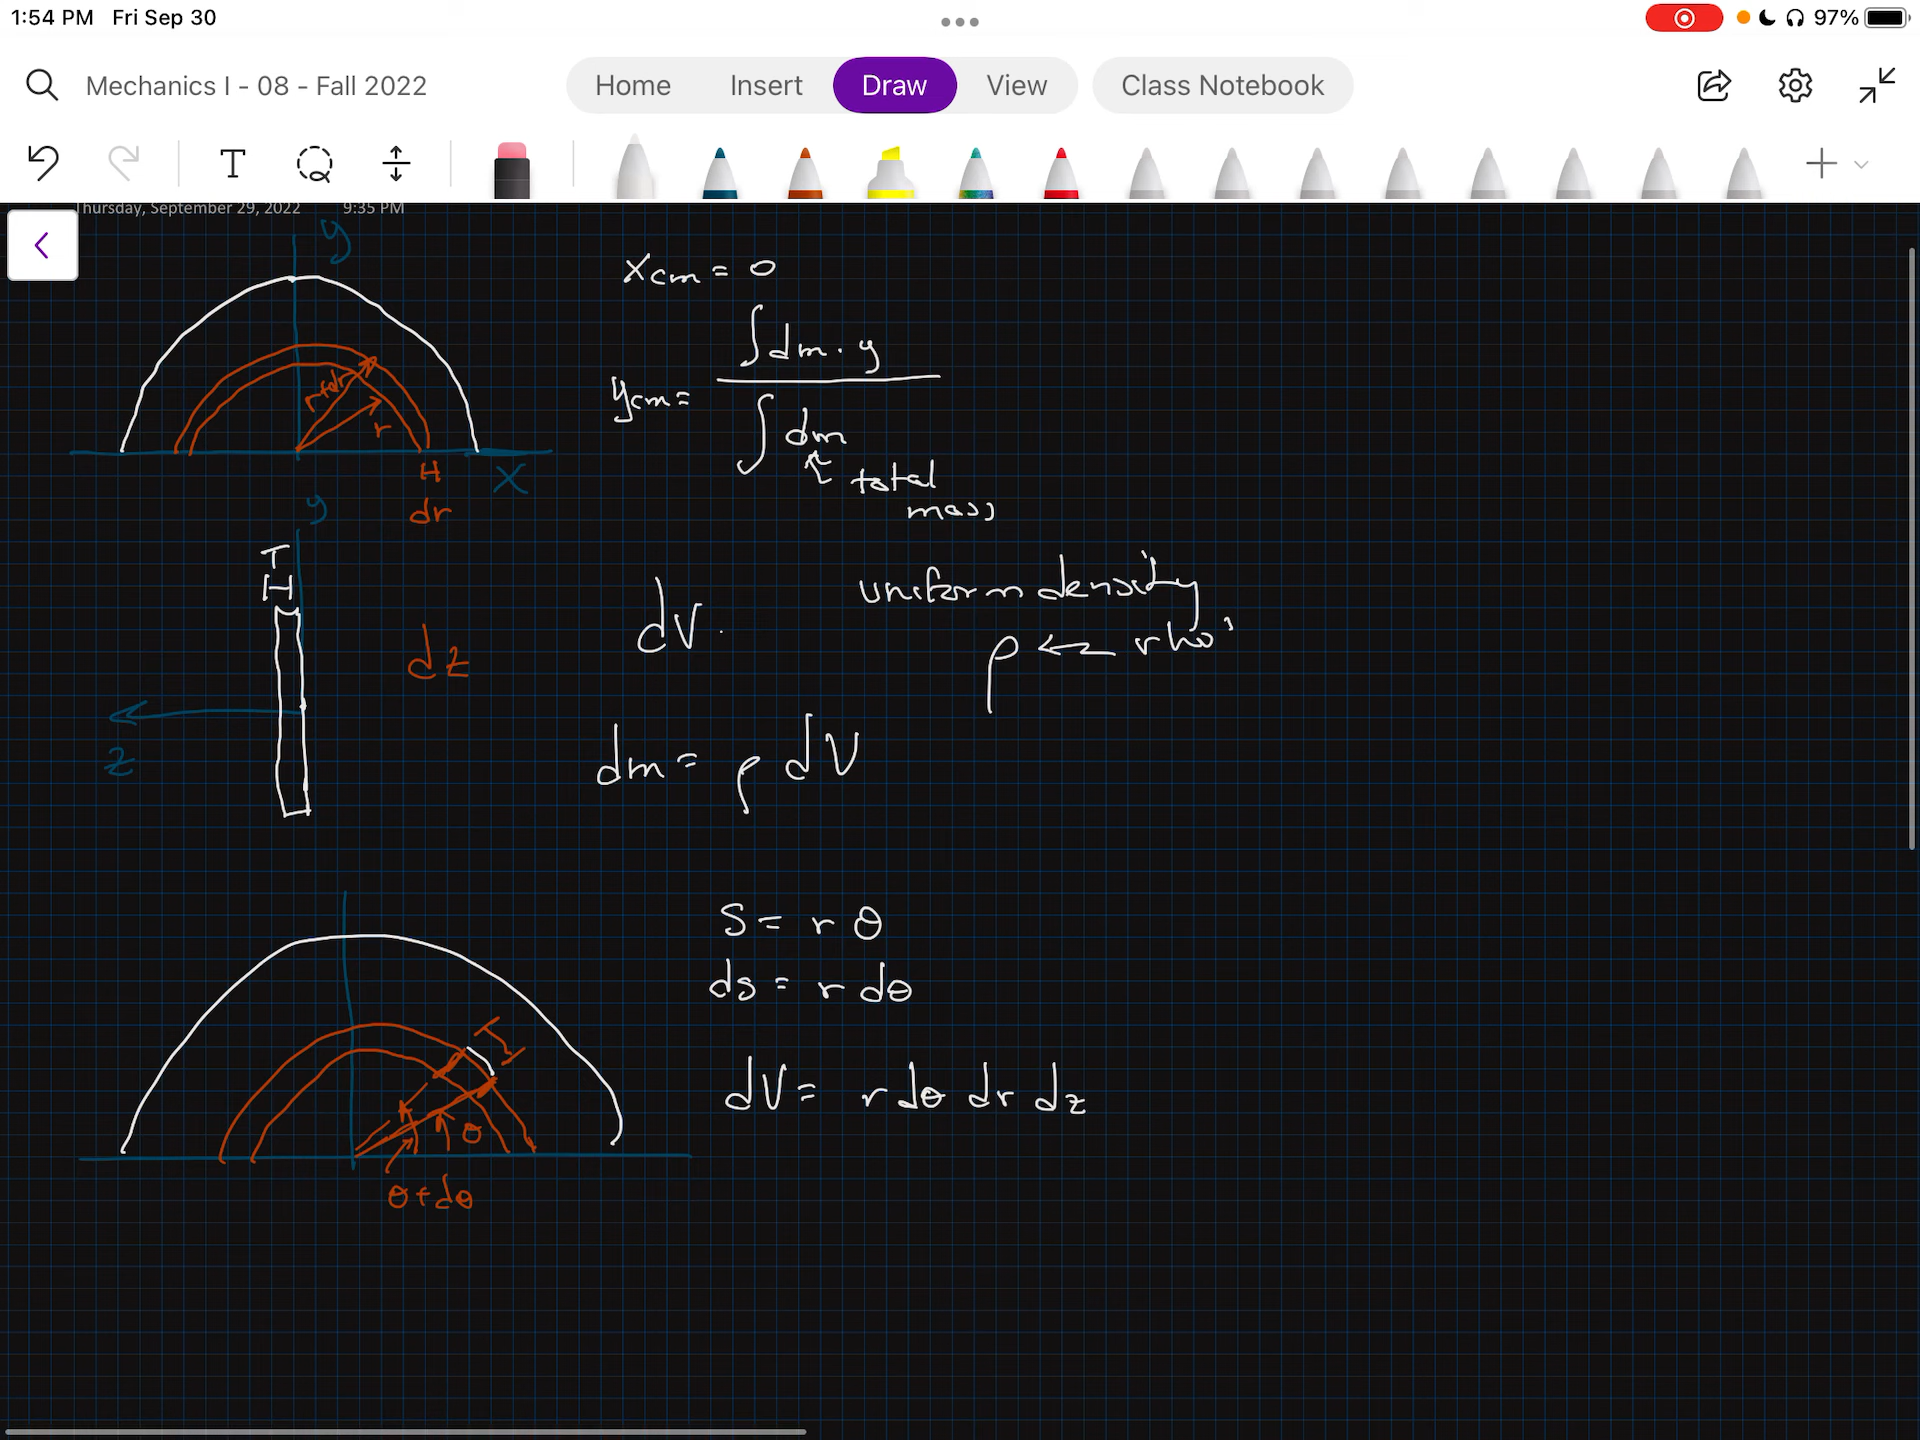 1:54 PM Fri Sep 30
97%
Mechanics I - 08 - Fall 2022
Home Insert Draw View Class Notebook
T
Thursday, September 29, 2022 9:35 PM
y
r+dr
r
H
dr
x
xcm = 0
ycm = ∫dm · y
∫dm
total
mass
y
T
H
dz
z
dV
uniform density
ρ ← rho
dm = ρ dV
θ
θ+dθ
S = r θ
ds = r dθ
dV = r dθ dr dz